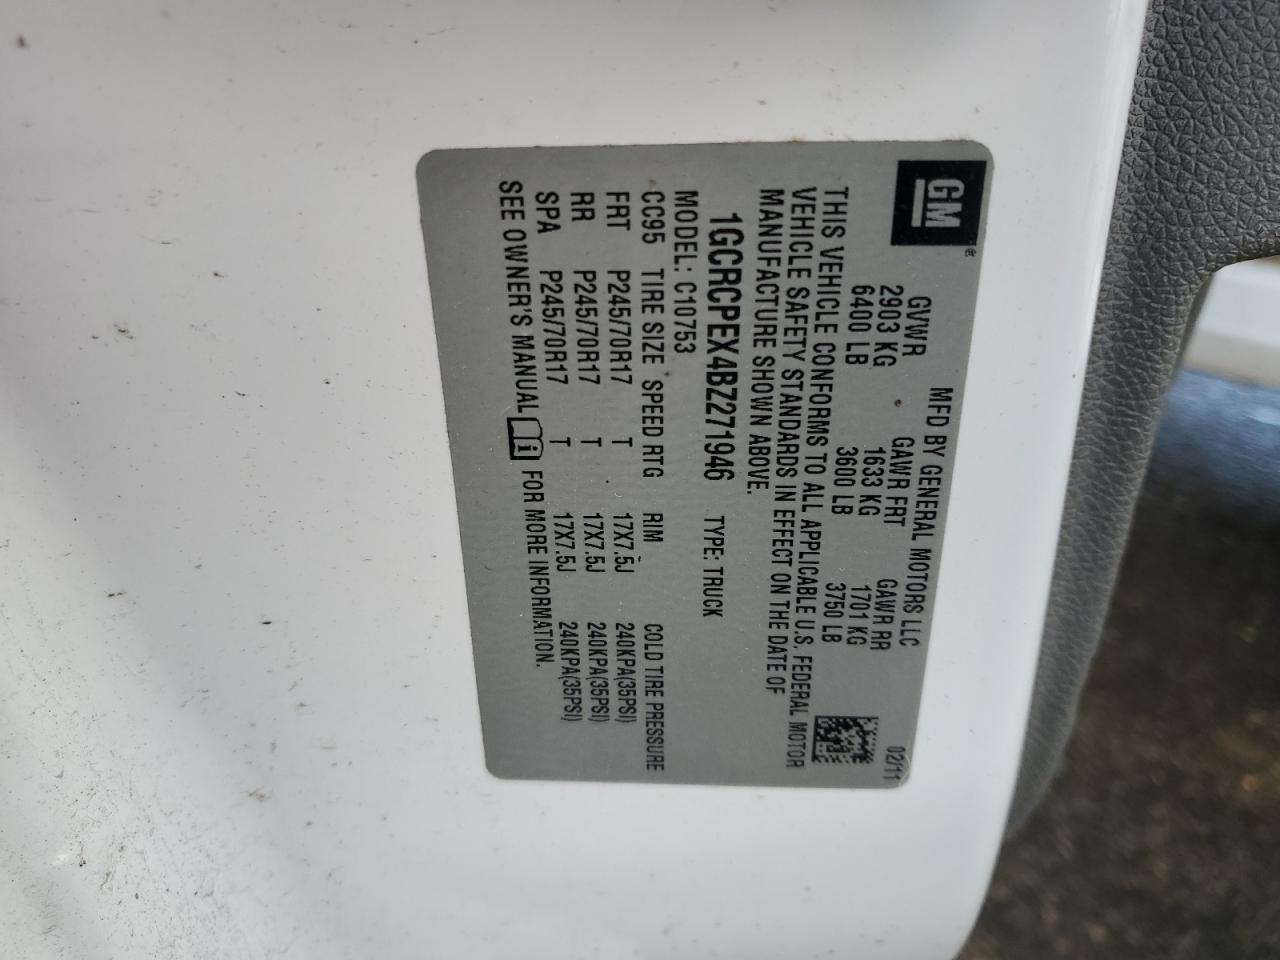 GM ®
MFD BY GENERAL MOTORS LLC 02/11
GVWR GAWR FRT GAWR RR
2903 KG 1633 KG 1701 KG
6400 LB 3600 LB 3750 LB
THIS VEHICLE CONFORMS TO ALL APPLICABLE U.S. FEDERAL MOTOR
VEHICLE SAFETY STANDARDS IN EFFECT ON THE DATE OF
MANUFACTURE SHOWN ABOVE.
1GCRCPEX4BZ271946 TYPE: TRUCK
MODEL: C10753
CC95 TIRE SIZE SPEED RTG RIM COLD TIRE PRESSURE
FRT P245/70R17 T 17X7.5J 240KPA(35PSI)
RR P245/70R17 T 17X7.5J 240KPA(35PSI)
SPA P245/70R17 T 17X7.5J 240KPA(35PSI)
SEE OWNER'S MANUAL i FOR MORE INFORMATION.